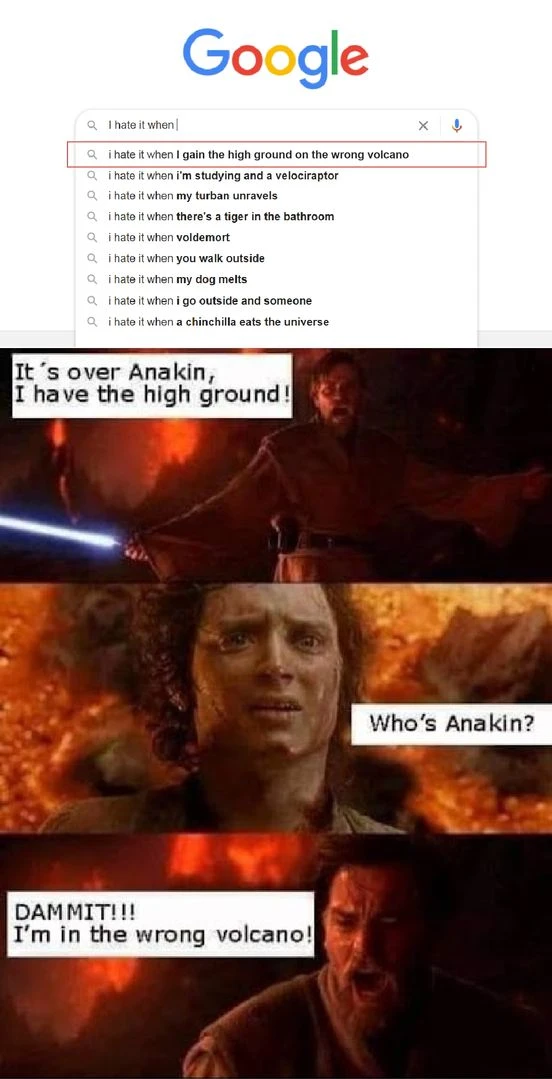 Google
I hate it when
i hate it when I gain the high ground on the wrong volcano
i hate it when i'm studying and a velociraptor
i hate it when my turban unravels
i hate it when there's a tiger in the bathroom
i hate it when voldemort
i hate it when you walk outside
i hate it when my dog melts
i hate it when i go outside and someone
i hate it when a chinchilla eats the universe
It´s over Anakin,
I have the high ground!
Who's Anakin?
DAMMIT!!!
I'm in the wrong volcano!